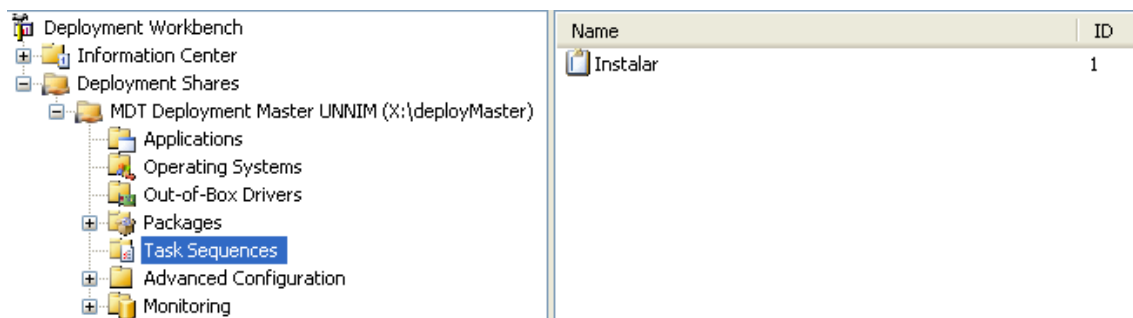 Deployment Workbench
Information Center
Deployment Shares
MDT Deployment Master UNNIM (X:\deployMaster)
Applications
Operating Systems
Out-of-Box Drivers
Packages
Task Sequences
Advanced Configuration
Monitoring
Name ID
Instalar 1